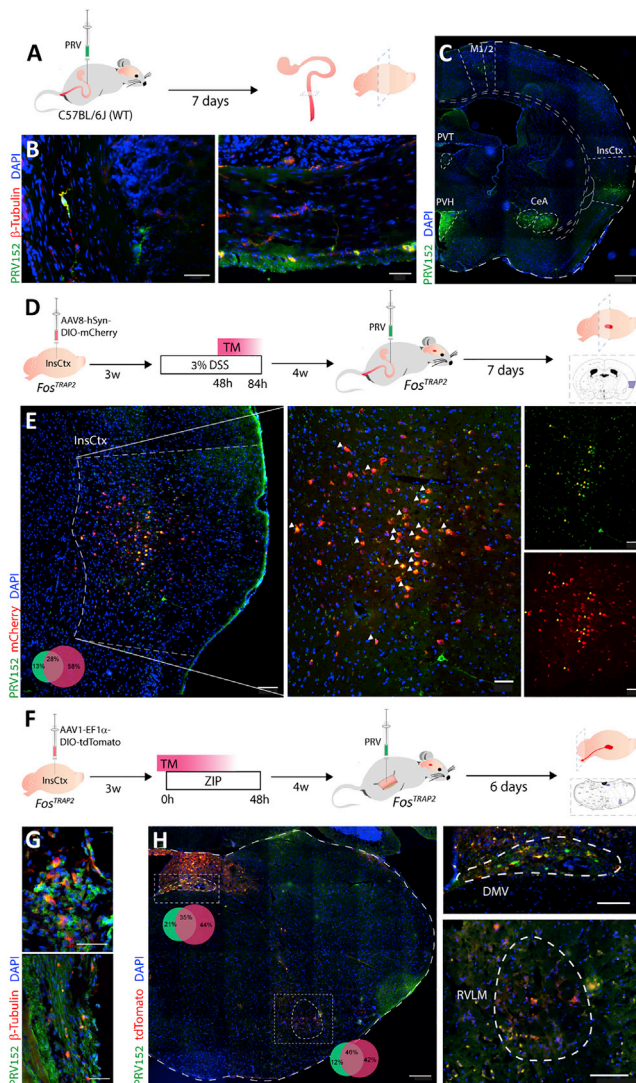 A
PRV
7 days
C57BL/6J (WT)
B
PRV152 β-Tubulin DAPI
C
M1/2
PVT
InsCtx
PVH
CeA
PRV152 DAPI
D
AAV8-hSyn-
DIO-mCherry
InsCtx
Fos^TRAP2
3w
TM
3% DSS
48h 84h
4w
PRV
Fos^TRAP2
7 days
E
InsCtx
PRV152 mCherry DAPI
13% 28% 58%
F
AAV1-EF1α-
DIO-tdTomato
InsCtx
Fos^TRAP2
3w
TM
ZIP
0h 48h
4w
PRV
Fos^TRAP2
6 days
G
PRV152 β-Tubulin DAPI
H
21% 35% 44%
12% 46% 42%
PRV152 tdTomato DAPI
DMV
RVLM